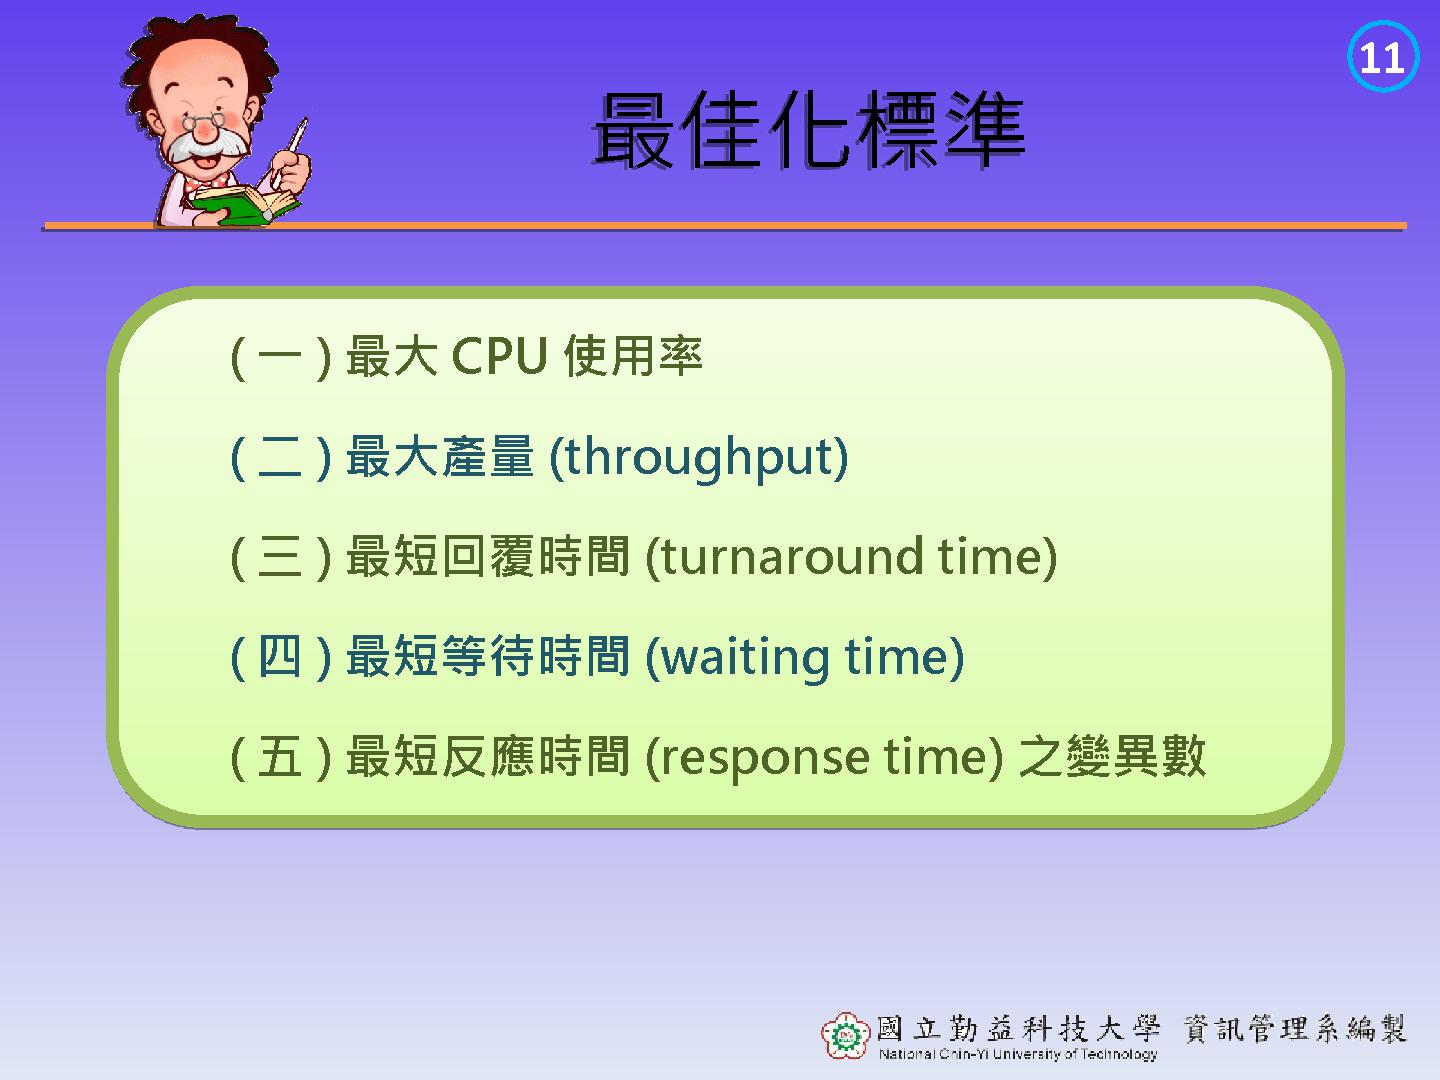 11
最佳化標準
(一)最大CPU使用率
(二)最大產量(throughput)
(三)最短回覆時間(turnaround time)
(四)最短等待時間(waiting time)
(五)最短反應時間(response time)之變異數
國立勤益科技大學 資訊管理系編製
National Chin-Yi University of Technology